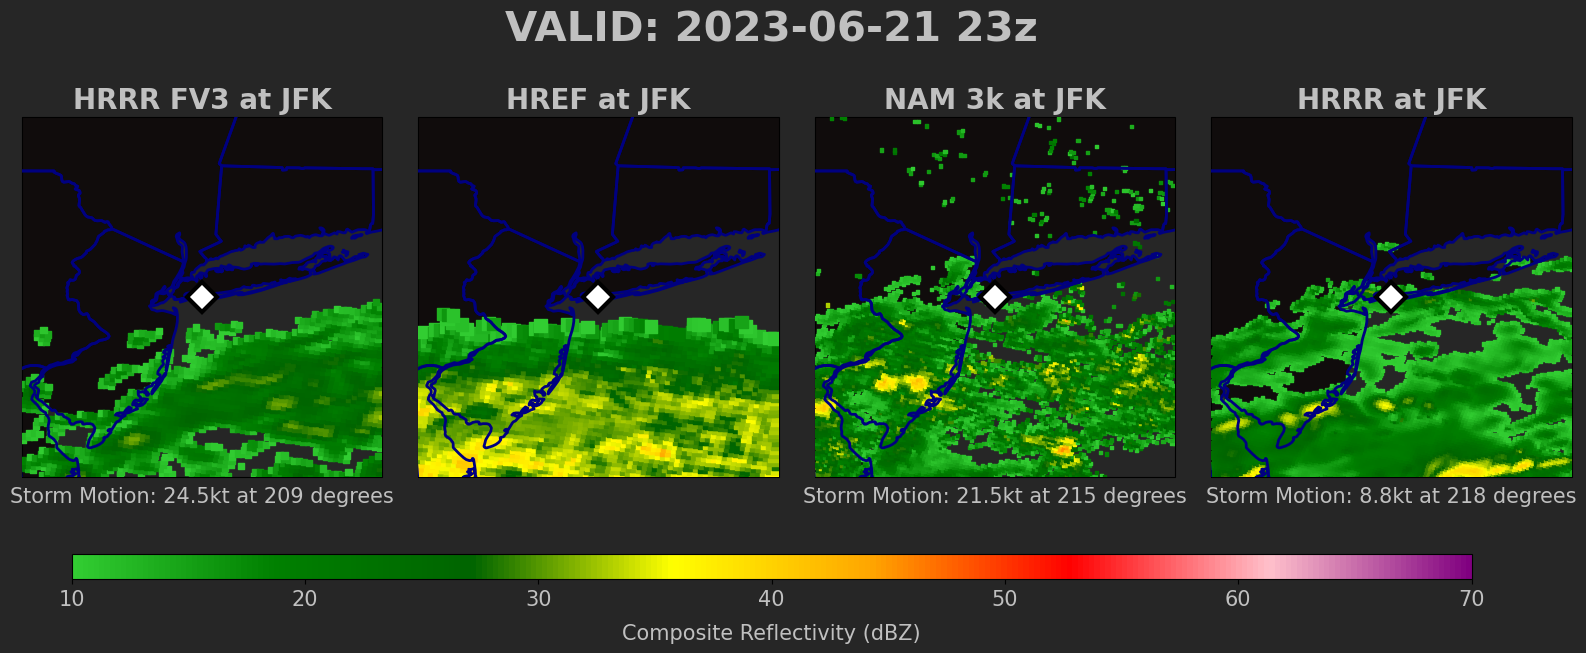 VALID: 2023-06-21 23z
HRRR FV3 at JFK
HREF at JFK
NAM 3k at JFK
HRRR at JFK
Storm Motion: 24.5kt at 209 degrees
Storm Motion: 21.5kt at 215 degrees
Storm Motion: 8.8kt at 218 degrees
10 20 30 40 50 60 70
Composite Reflectivity (dBZ)